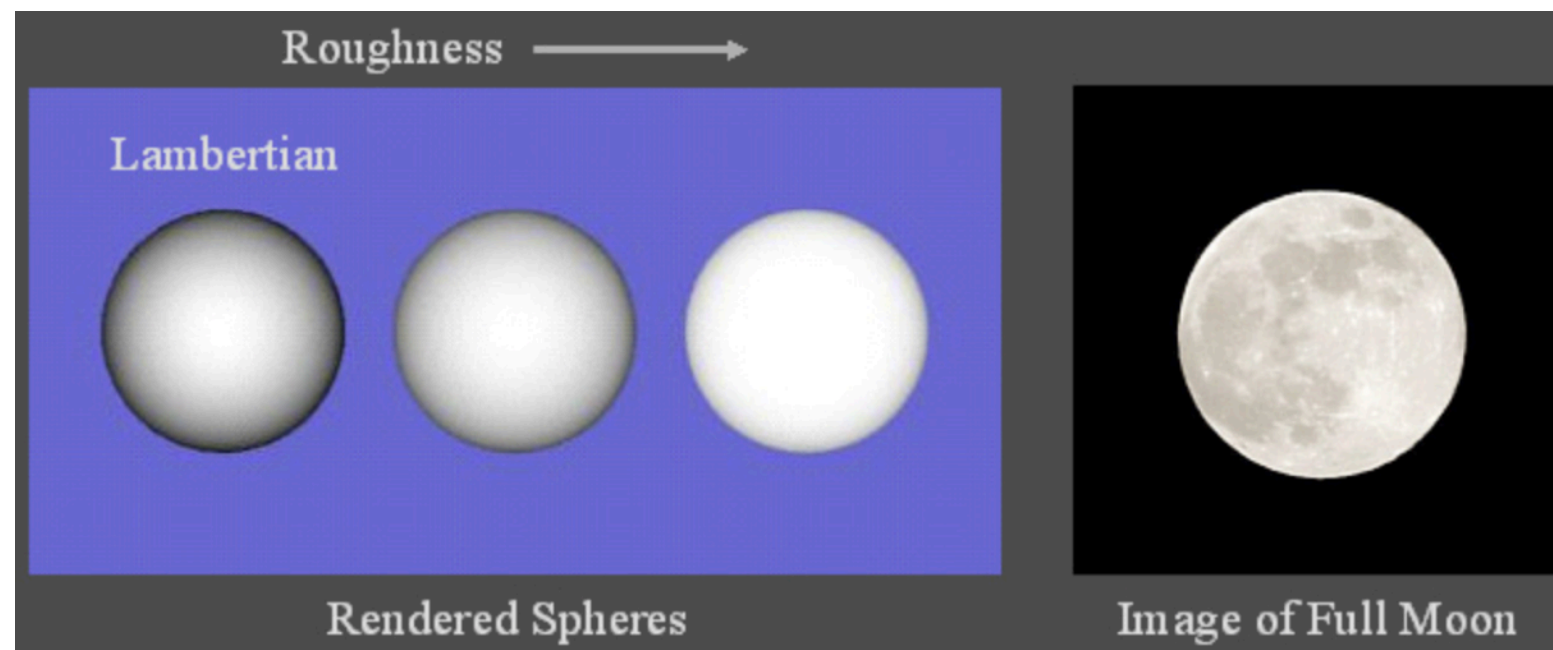 Roughness
Lambertian
Rendered Spheres
Image of Full Moon